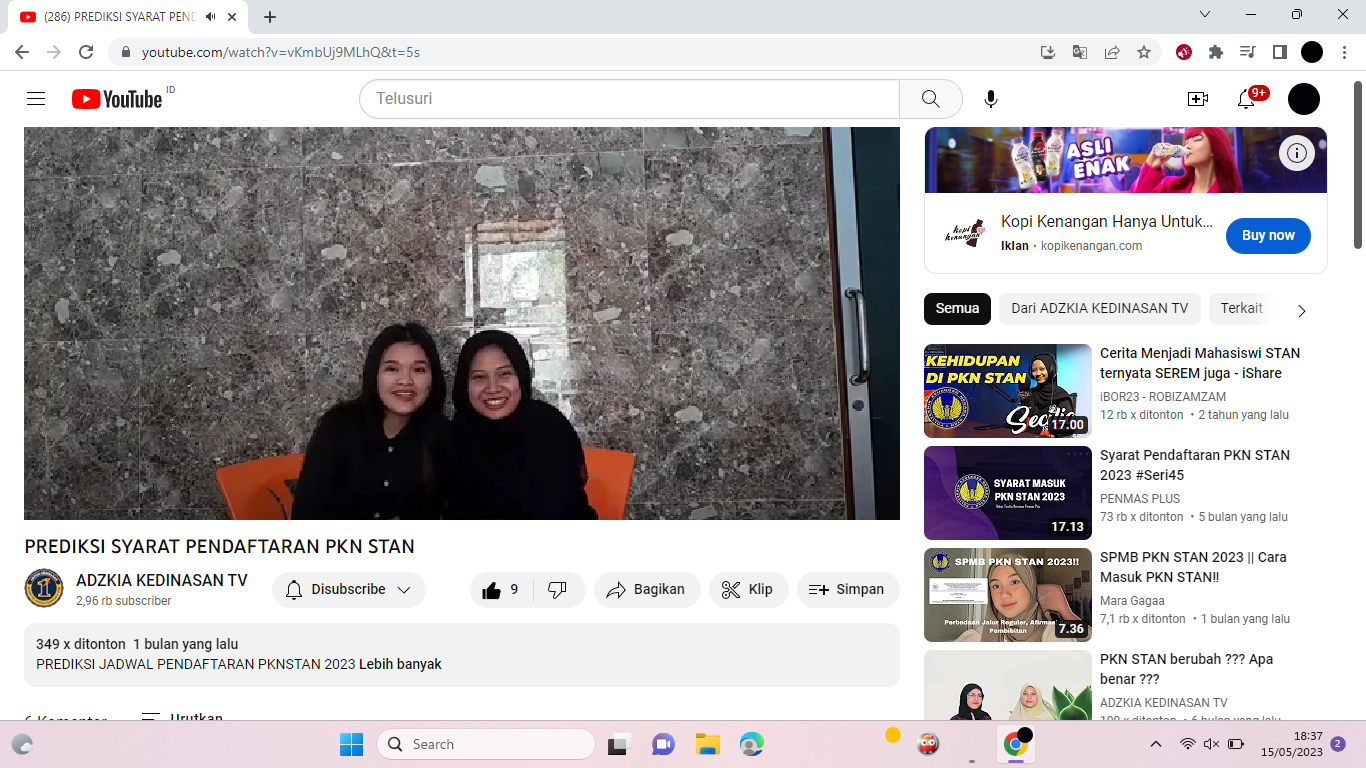 (286) PREDIKSI SYARAT PEND
youtube.com/watch?v=vKmbUj9MLhQ&t=5s
YouTube ID
Telusuri
9+
ASLI
ENAK
kopi
kenangan
Kopi Kenangan Hanya Untuk...
Iklan · kopikenangan.com
Buy now
Semua
Dari ADZKIA KEDINASAN TV
Terkait
KEHIDUPAN
DI PKN STAN
17.00
Cerita Menjadi Mahasiswi STAN
ternyata SEREM juga - iShare
iBOR23 - ROBIZAMZAM
12 rb x ditonton • 2 tahun yang lalu
SYARAT MASUK
PKN STAN 2023
17.13
Syarat Pendaftaran PKN STAN
2023 #Seri45
PENMAS PLUS
73 rb x ditonton • 5 bulan yang lalu
SPMB PKN STAN 2023!!
Perbedaan Jalur Reguler, Afirmas
Pembibitan
7.36
SPMB PKN STAN 2023 || Cara
Masuk PKN STAN!!
Mara Gagaa
7,1 rb x ditonton • 1 bulan yang lalu
PKN STAN berubah ??? Apa
benar ???
ADZKIA KEDINASAN TV
PREDIKSI SYARAT PENDAFTARAN PKN STAN
ADZKIA KEDINASAN TV
2,96 rb subscriber
Disubscribe
9
Bagikan
Klip
Simpan
349 x ditonton 1 bulan yang lalu
PREDIKSI JADWAL PENDAFTARAN PKNSTAN 2023 Lebih banyak
6 Komentar
Urutkan
Search
18:37
15/05/2023
2